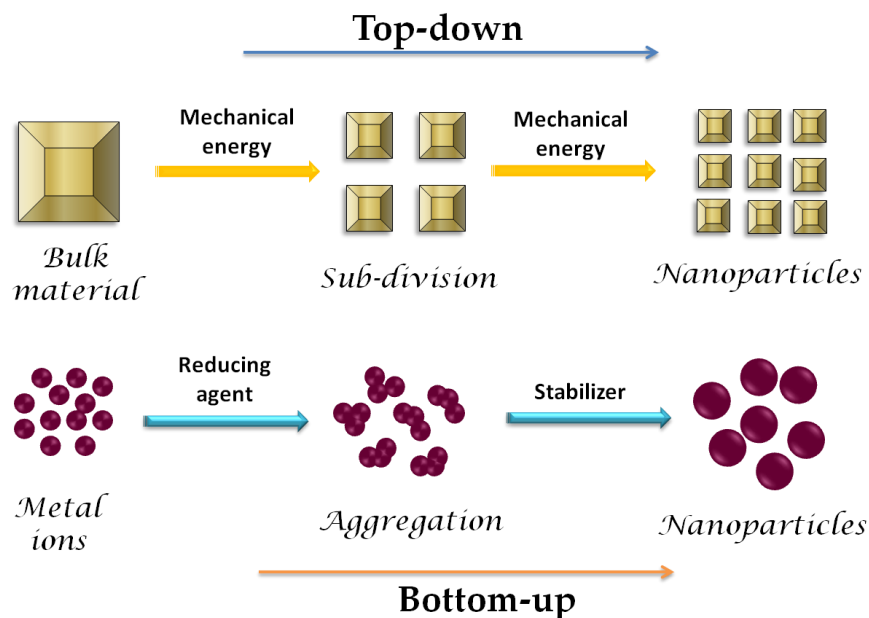 Top-down
Mechanical
energy
Mechanical
energy
Bulk
material
Sub-division
Nanoparticles
Reducing
agent
Stabilizer
Metal
ions
Aggregation
Nanoparticles
Bottom-up